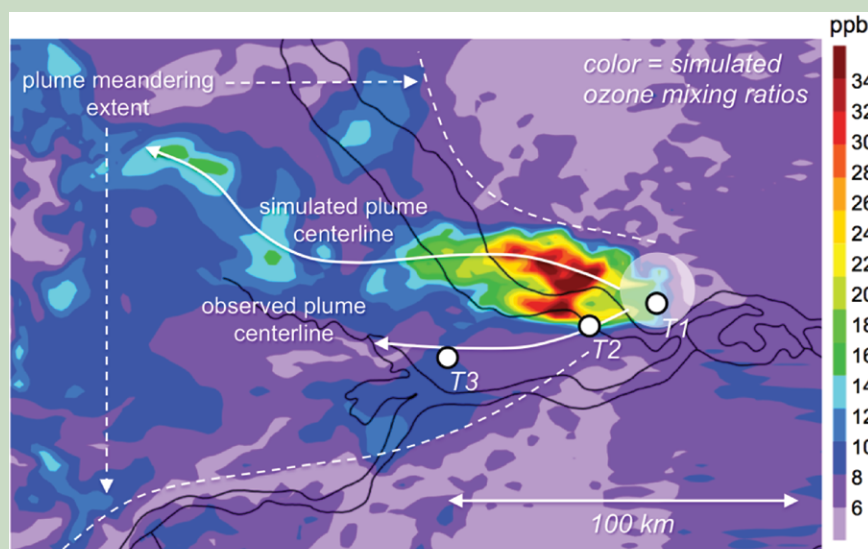 ppb
plume meandering
extent
color = simulated
ozone mixing ratios
simulated plume
centerline
observed plume
centerline
T1
T2
T3
100 km
34
32
30
28
26
24
22
20
18
16
14
12
10
8
6